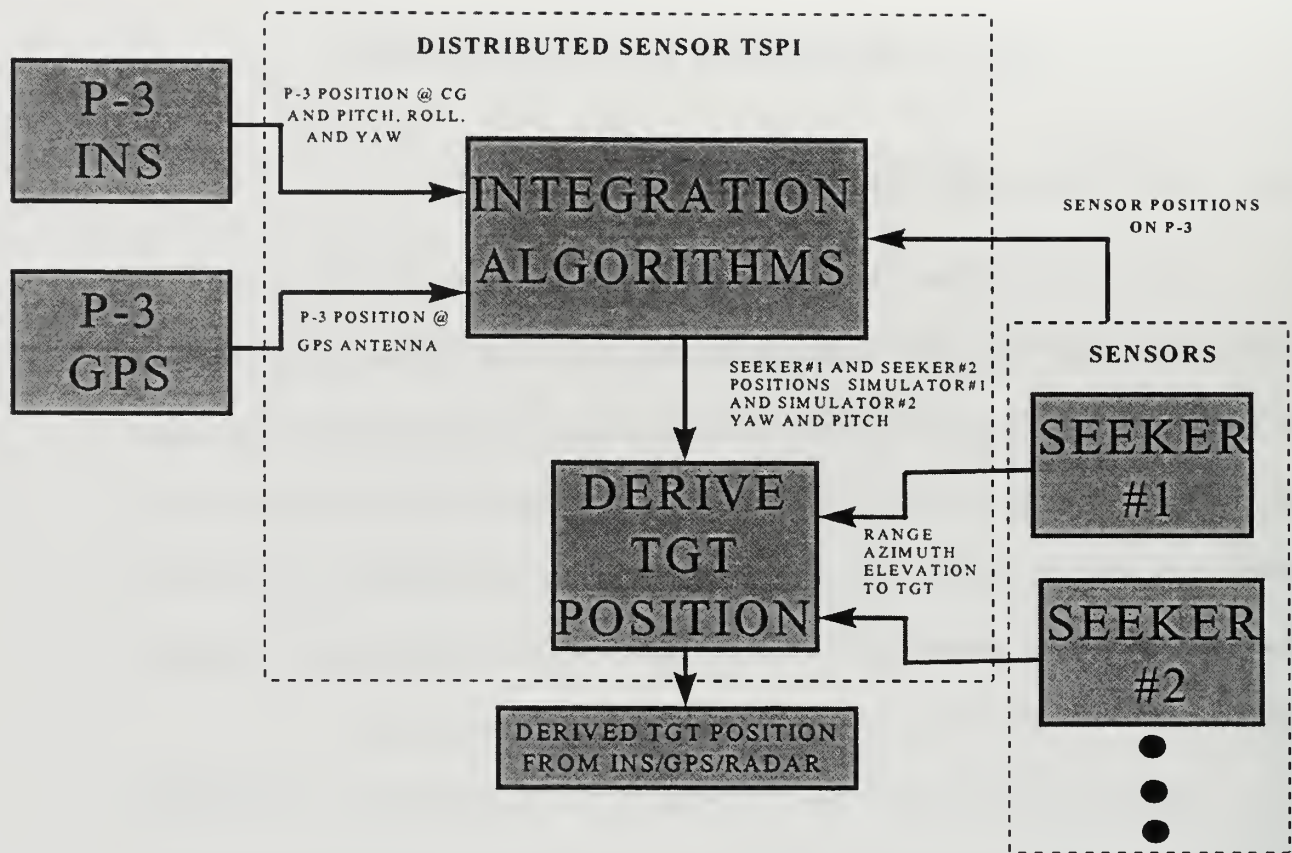 DISTRIBUTED SENSOR TSPI
P-3
INS
P-3 POSITION @ CG
AND PITCH, ROLL,
AND YAW
INTEGRATION
ALGORITHMS
SENSOR POSITIONS
ON P-3
P-3
GPS
P-3 POSITION @
GPS ANTENNA
SEEKER#1 AND SEEKER#2
POSITIONS SIMULATOR#1
AND SIMULATOR#2
YAW AND PITCH
SENSORS
SEEKER
#1
DERIVE
TGT
POSITION
RANGE
AZIMUTH
ELEVATION
TO TGT
SEEKER
#2
DERIVED TGT POSITION
FROM INS/GPS/RADAR